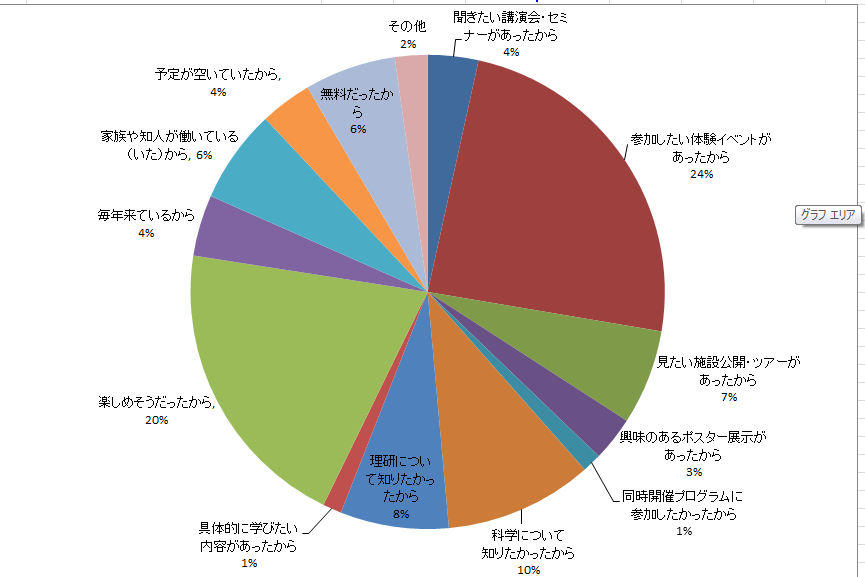 聞きたい講演会・セミ
ナーがあったから
4%
参加したい体験イベントが
あったから
24%
グラフ エリア
見たい施設公開・ツアーが
あったから
7%
興味のあるポスター展示が
あったから
3%
同時開催プログラムに
参加したかったから
1%
科学について
知りたかったから
10%
理研につい
て知りたかっ
たから
8%
具体的に学びたい
内容があったから
1%
楽しめそうだったから,
20%
毎年来ているから
4%
家族や知人が働いている
（いた）から, 6%
予定が空いていたから,
4%
無料だったか
ら
6%
その他
2%